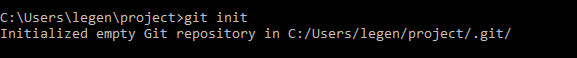 C:\Users\legen\project>git init
Initialized empty Git repository in C:/Users/legen/project/.git/